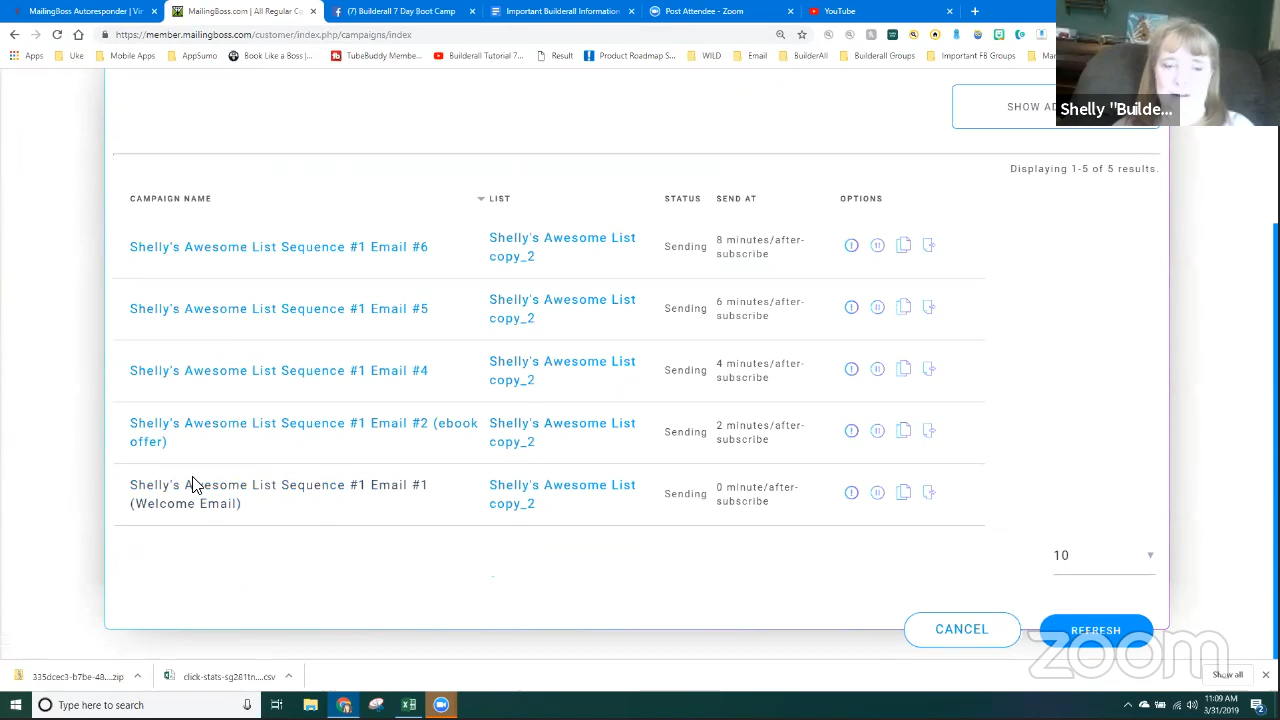 MailingBoss Autoresponder | Vir
MailingBoss.com | All Regular Ca
(7) Builderall 7 Day Boot Camp
Important Builderall Information
Post Attendee - Zoom
YouTube
https://member.mailingboss.com/customer/index.php/campaigns/index
Apps
Uke
Mobile Apps
AppSumo
Book Like a Boss |...
TubeBuddy Membe...
Builderall Tutorial 7...
Result
Product Roadmap S...
WILD
Email
BuilderAll
Builderall Groups
Important FB Groups
Mar
Shelly "Builde...
SHOW AD
Displaying 1-5 of 5 results.
CAMPAIGN NAME LIST STATUS SEND AT OPTIONS
Shelly's Awesome List Sequence #1 Email #6
Shelly's Awesome List
copy_2
Sending
8 minutes/after-
subscribe
Shelly's Awesome List Sequence #1 Email #5
Shelly's Awesome List
copy_2
Sending
6 minutes/after-
subscribe
Shelly's Awesome List Sequence #1 Email #4
Shelly's Awesome List
copy_2
Sending
4 minutes/after-
subscribe
Shelly's Awesome List Sequence #1 Email #2 (ebook
offer)
Shelly's Awesome List
copy_2
Sending
2 minutes/after-
subscribe
Shelly's Awesome List Sequence #1 Email #1
(Welcome Email)
Shelly's Awesome List
copy_2
Sending
0 minute/after-
subscribe
10
CANCEL
REFRESH
zoom
335dcec3-b7be-48....zip
click-stats-sg281tn....csv
Show all
Type here to search
11:09 AM
3/31/2019
2